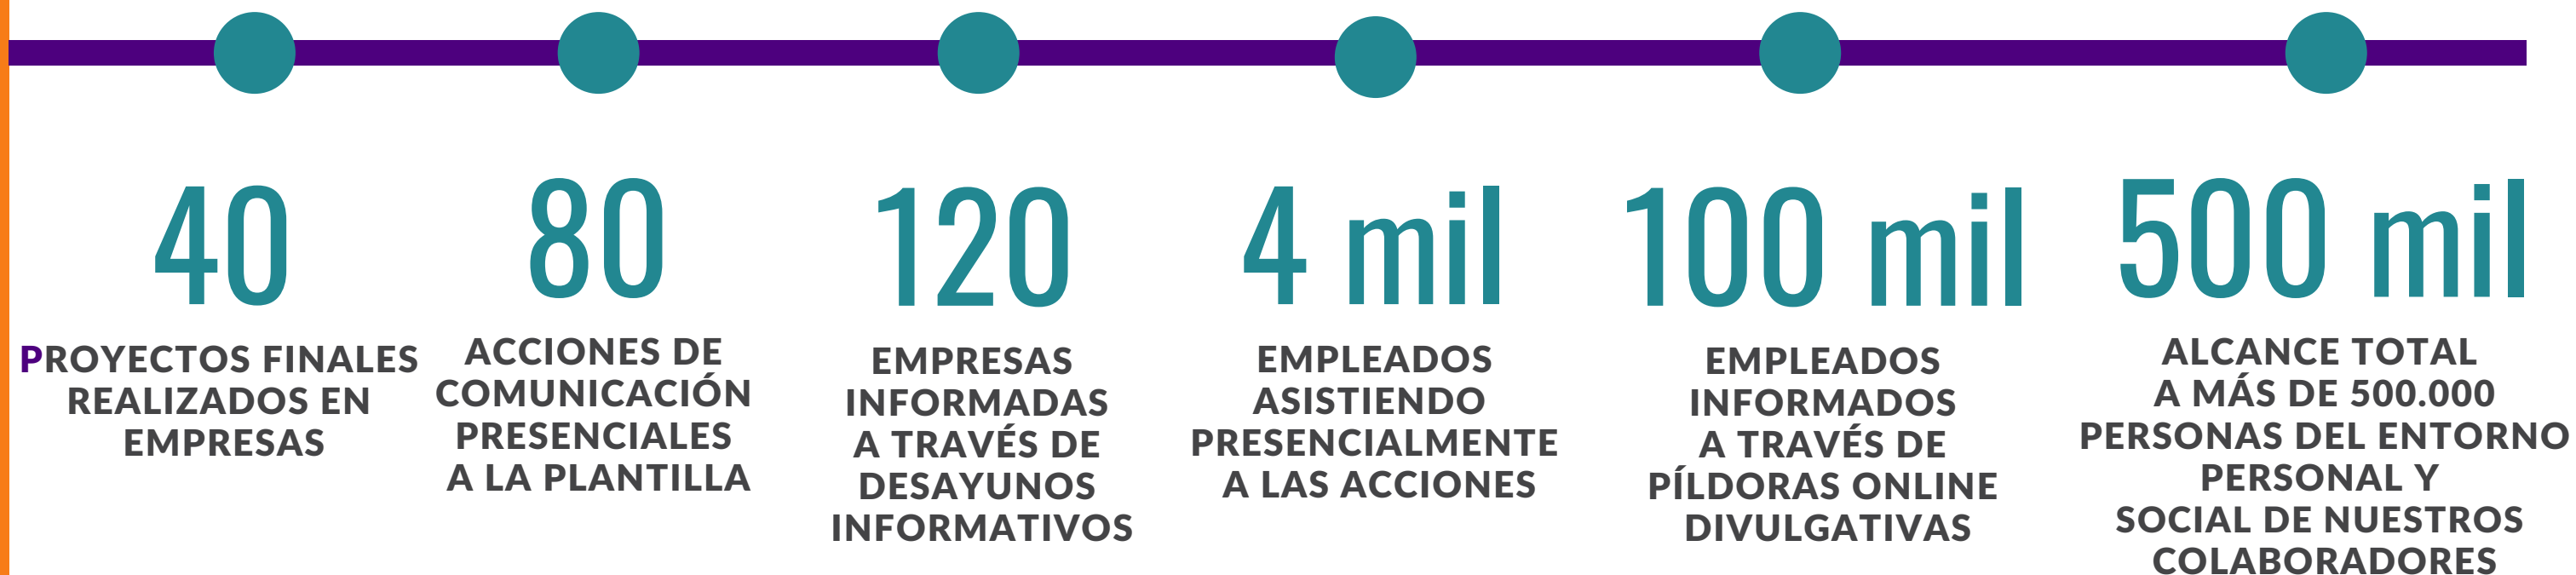 40
PROYECTOS FINALES
REALIZADOS EN
EMPRESAS
80
ACCIONES DE
COMUNICACIÓN
PRESENCIALES
A LA PLANTILLA
120
EMPRESAS
INFORMADAS
A TRAVÉS DE
DESAYUNOS
INFORMATIVOS
4 mil
EMPLEADOS
ASISTIENDO
PRESENCIALMENTE
A LAS ACCIONES
100 mil
EMPLEADOS
INFORMADOS
A TRAVÉS DE
PÍLDORAS ONLINE
DIVULGATIVAS
500 mil
ALCANCE TOTAL
A MÁS DE 500.000
PERSONAS DEL ENTORNO
PERSONAL Y
SOCIAL DE NUESTROS
COLABORADORES